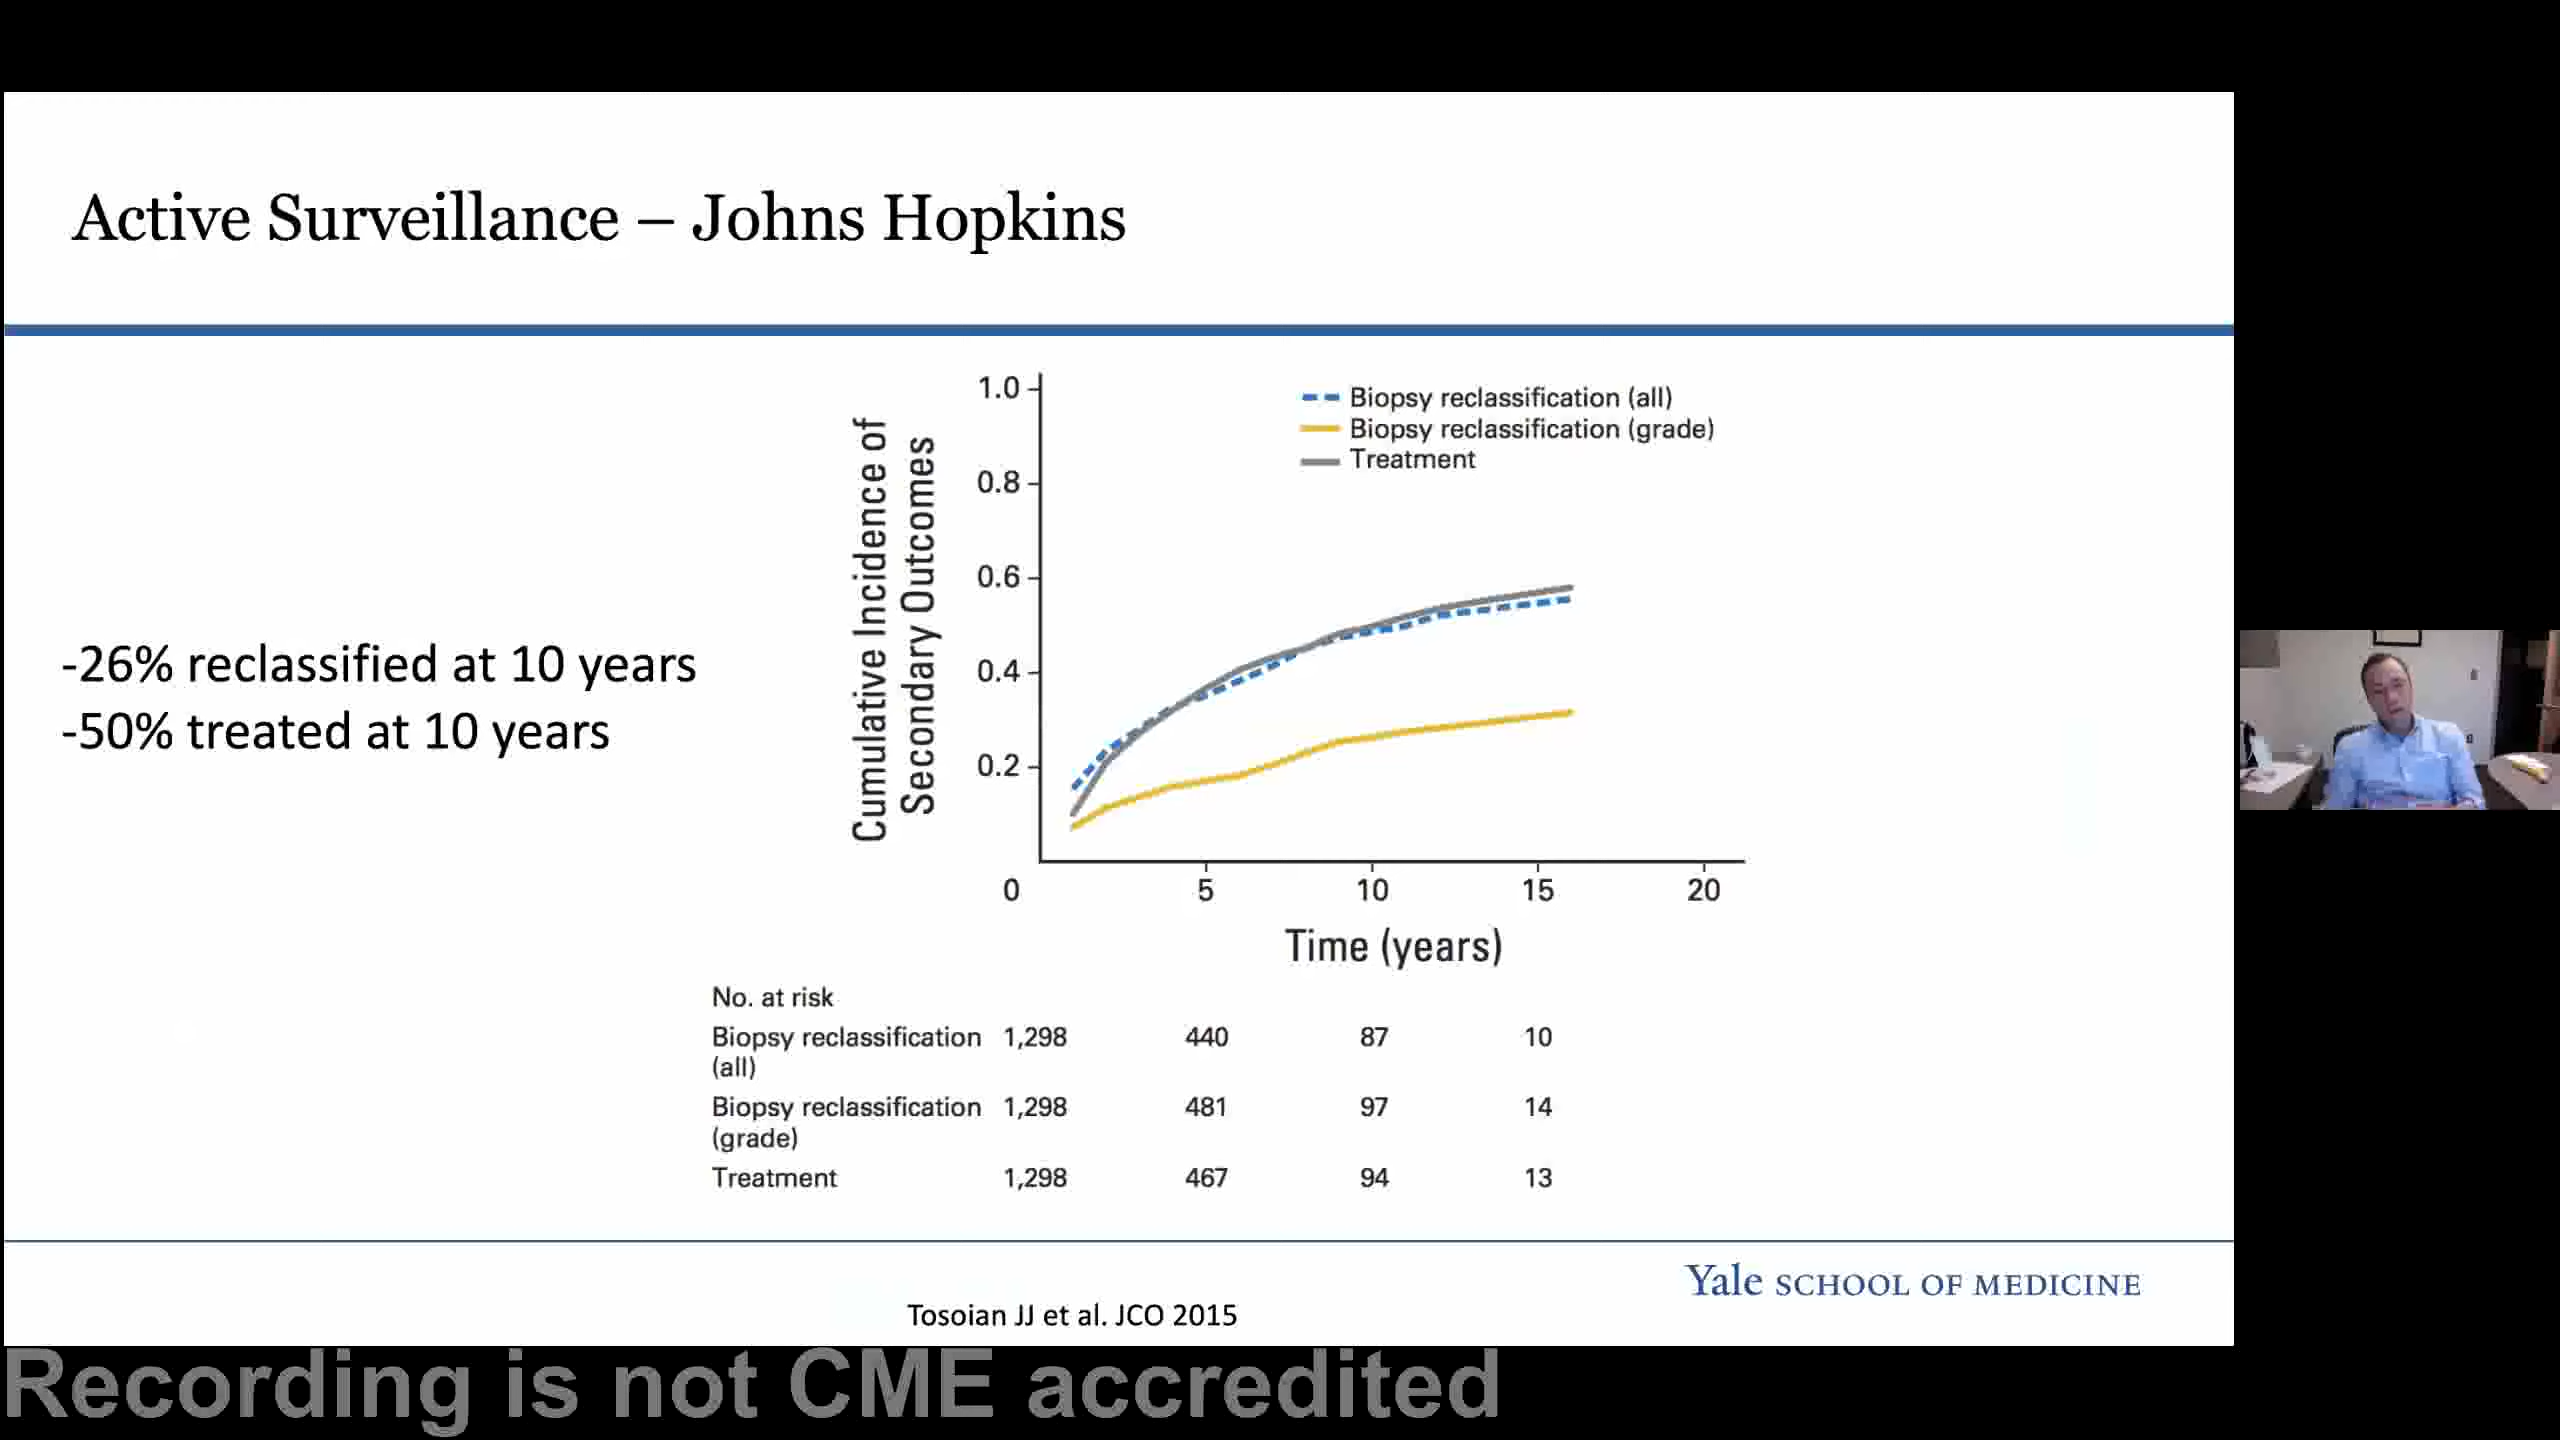 Active Surveillance – Johns Hopkins
-26% reclassified at 10 years
-50% treated at 10 years
Cumulative Incidence of
Secondary Outcomes
1.0
0.8
0.6
0.4
0.2
0
5
10
15
20
Time (years)
Biopsy reclassification (all)
Biopsy reclassification (grade)
Treatment
No. at risk
Biopsy reclassification 1,298 440 87 10
(all)
Biopsy reclassification 1,298 481 97 14
(grade)
Treatment 1,298 467 94 13
Yale SCHOOL OF MEDICINE
Tosoian JJ et al. JCO 2015
Recording is not CME accredited